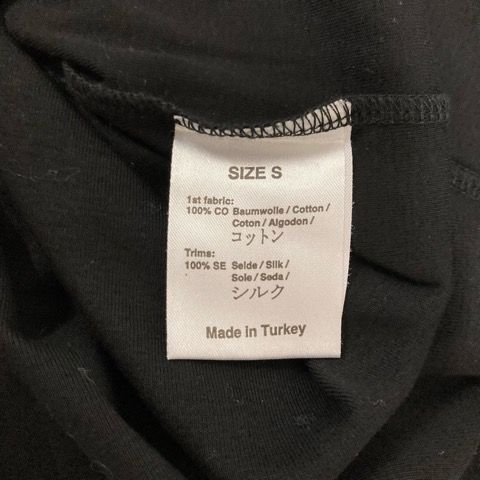 SIZE S
1st fabric:
100% CO Baumwolle / Cotton /
Coton / Algodon /
コットン
Trims:
100% SE Seide / Silk /
Soie / Seda /
シルク
Made in Turkey